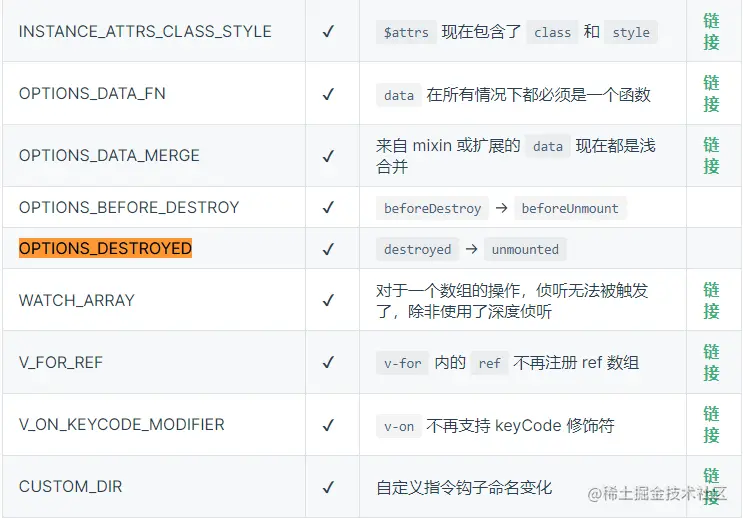 INSTANCE_ATTRS_CLASS_STYLE ✓ $attrs 现在包含了 class 和 style 链
接
OPTIONS_DATA_FN ✓ data 在所有情况下都必须是一个函数 链
接
OPTIONS_DATA_MERGE ✓ 来自 mixin 或扩展的 data 现在都是浅
合并 链
接
OPTIONS_BEFORE_DESTROY ✓ beforeDestroy → beforeUnmount
OPTIONS_DESTROYED ✓ destroyed → unmounted
WATCH_ARRAY ✓ 对于一个数组的操作，侦听无法被触发
了，除非使用了深度侦听 链
接
V_FOR_REF ✓ v-for 内的 ref 不再注册 ref 数组 链
接
V_ON_KEYCODE_MODIFIER ✓ v-on 不再支持 keyCode 修饰符 链
接
CUSTOM_DIR ✓ 自定义指令钩子命名变化 链
接
@稀土掘金技术社区